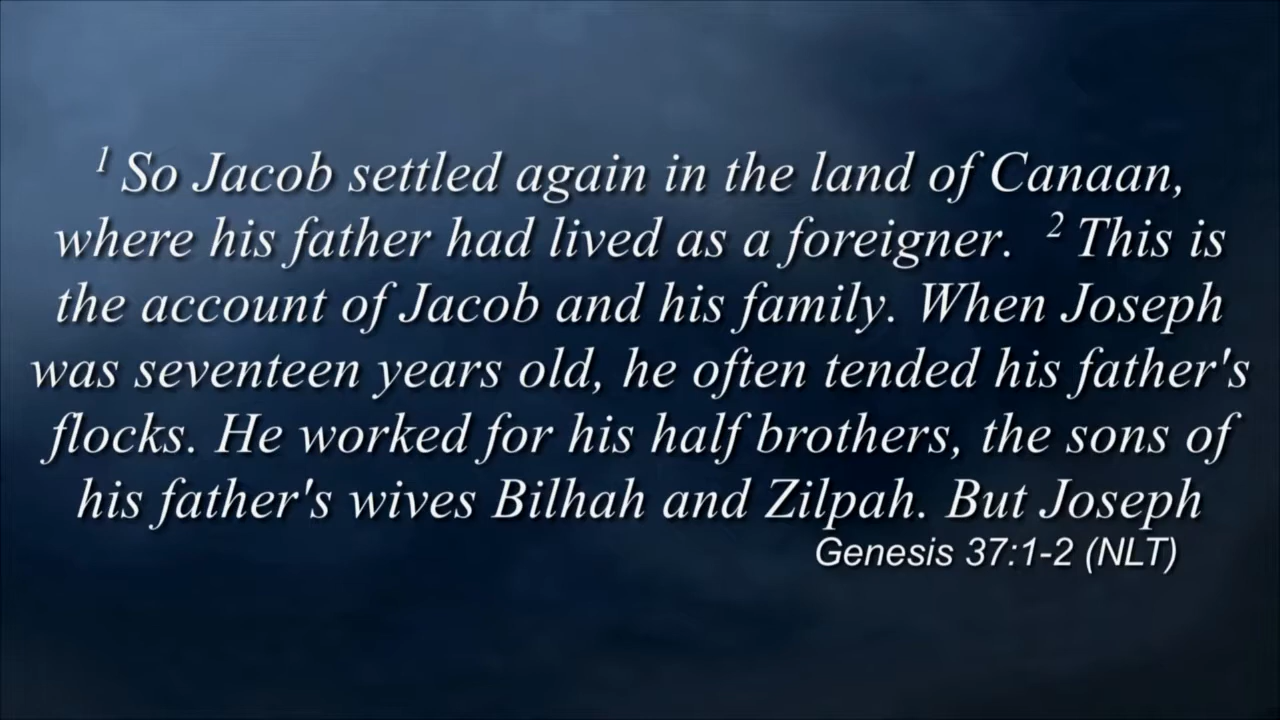 1 So Jacob settled again in the land of Canaan,
where his father had lived as a foreigner. 2 This is
the account of Jacob and his family. When Joseph
was seventeen years old, he often tended his father's
flocks. He worked for his half brothers, the sons of
his father's wives Bilhah and Zilpah. But Joseph
Genesis 37:1-2 (NLT)